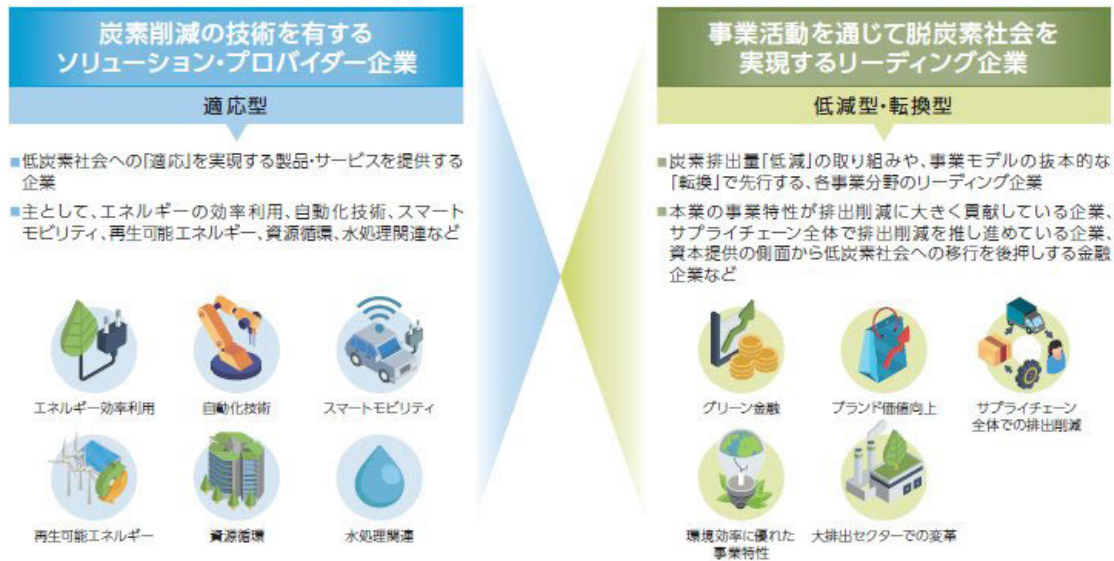 炭素削減の技術を有する
ソリューション・プロバイダー企業
適応型
■低炭素社会への「適応」を実現する製品・サービスを提供する
企業
■主として、エネルギーの効率利用、自動化技術、スマート
モビリティ、再生可能エネルギー、資源循環、水処理関連など
エネルギー効率利用
自動化技術
スマートモビリティ
再生可能エネルギー
資源循環
水処理関連
事業活動を通じて脱炭素社会を
実現するリーディング企業
低減型・転換型
■炭素排出量「低減」の取り組みや、事業モデルの抜本的な
「転換」で先行する、各事業分野のリーディング企業
■本業の事業特性が排出削減に大きく貢献している企業、
サプライチェーン全体で排出削減を推し進めている企業、
資本提供の側面から低炭素社会への移行を後押しする金融
企業など
グリーン金融
ブランド価値向上
サプライチェーン
全体での排出削減
環境効率に優れた
事業特性
大排出セクターでの変革